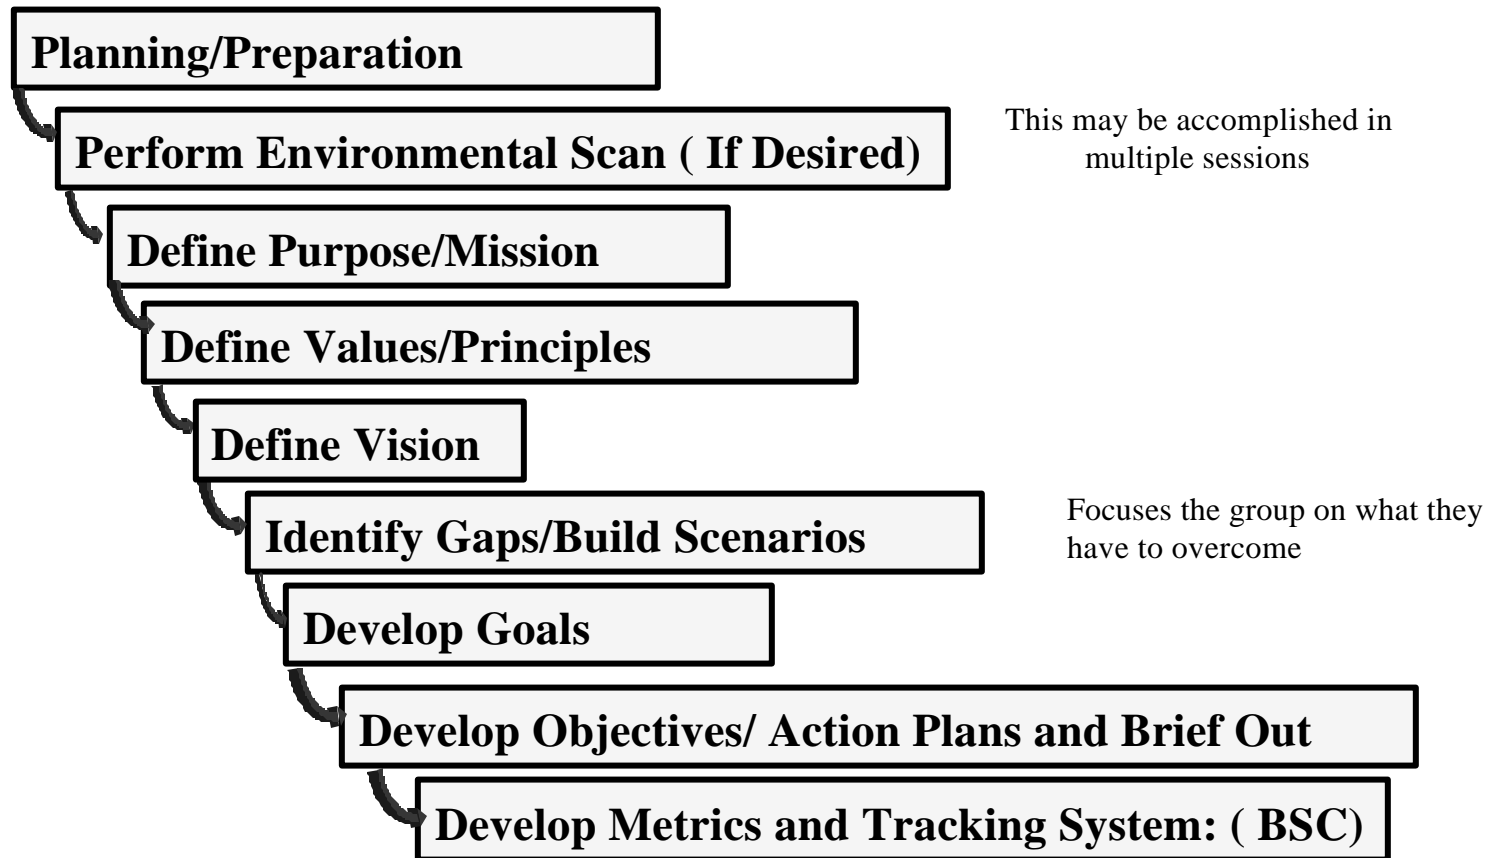 Planning/Preparation
Perform Environmental Scan ( If Desired)
This may be accomplished in
multiple sessions
Define Purpose/Mission
Define Values/Principles
Define Vision
Identify Gaps/Build Scenarios
Focuses the group on what they
have to overcome
Develop Goals
Develop Objectives/ Action Plans and Brief Out
Develop Metrics and Tracking System: ( BSC)